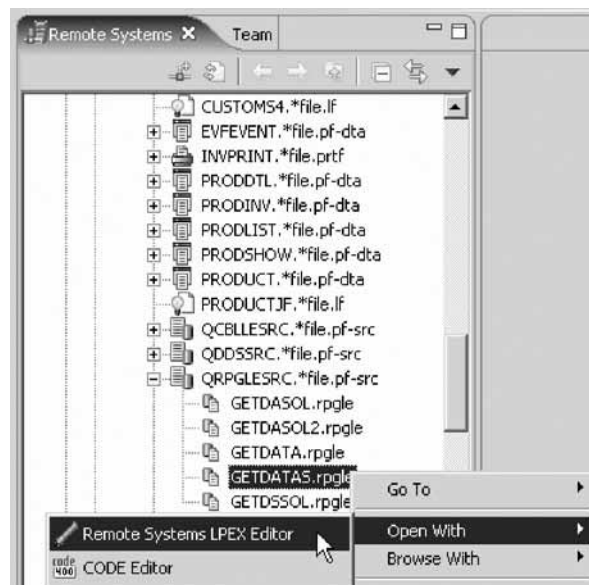 Remote Systems Team
CUSTOMS4.*file.lf
EVFEVENT.*file.pf-dta
INVPRINT.*file.prtf
PRODDTL.*file.pf-dta
PRODINV.*file.pf-dta
PRODLIST.*file.pf-dta
PRODSHOW.*file.pf-dta
PRODUCT.*file.pf-dta
PRODUCTJF.*file.lf
QCBLLESRC.*file.pf-src
QDDSSRC.*file.pf-src
QRPGLESRC.*file.pf-src
GETDASOL.rpgle
GETDASOL2.rpgle
GETDATA.rpgle
GETDATAS.rpgle
GETDSSOL.rpgle
Go To
Open With
Browse With
Remote Systems LPEX Editor
code 400 CODE Editor